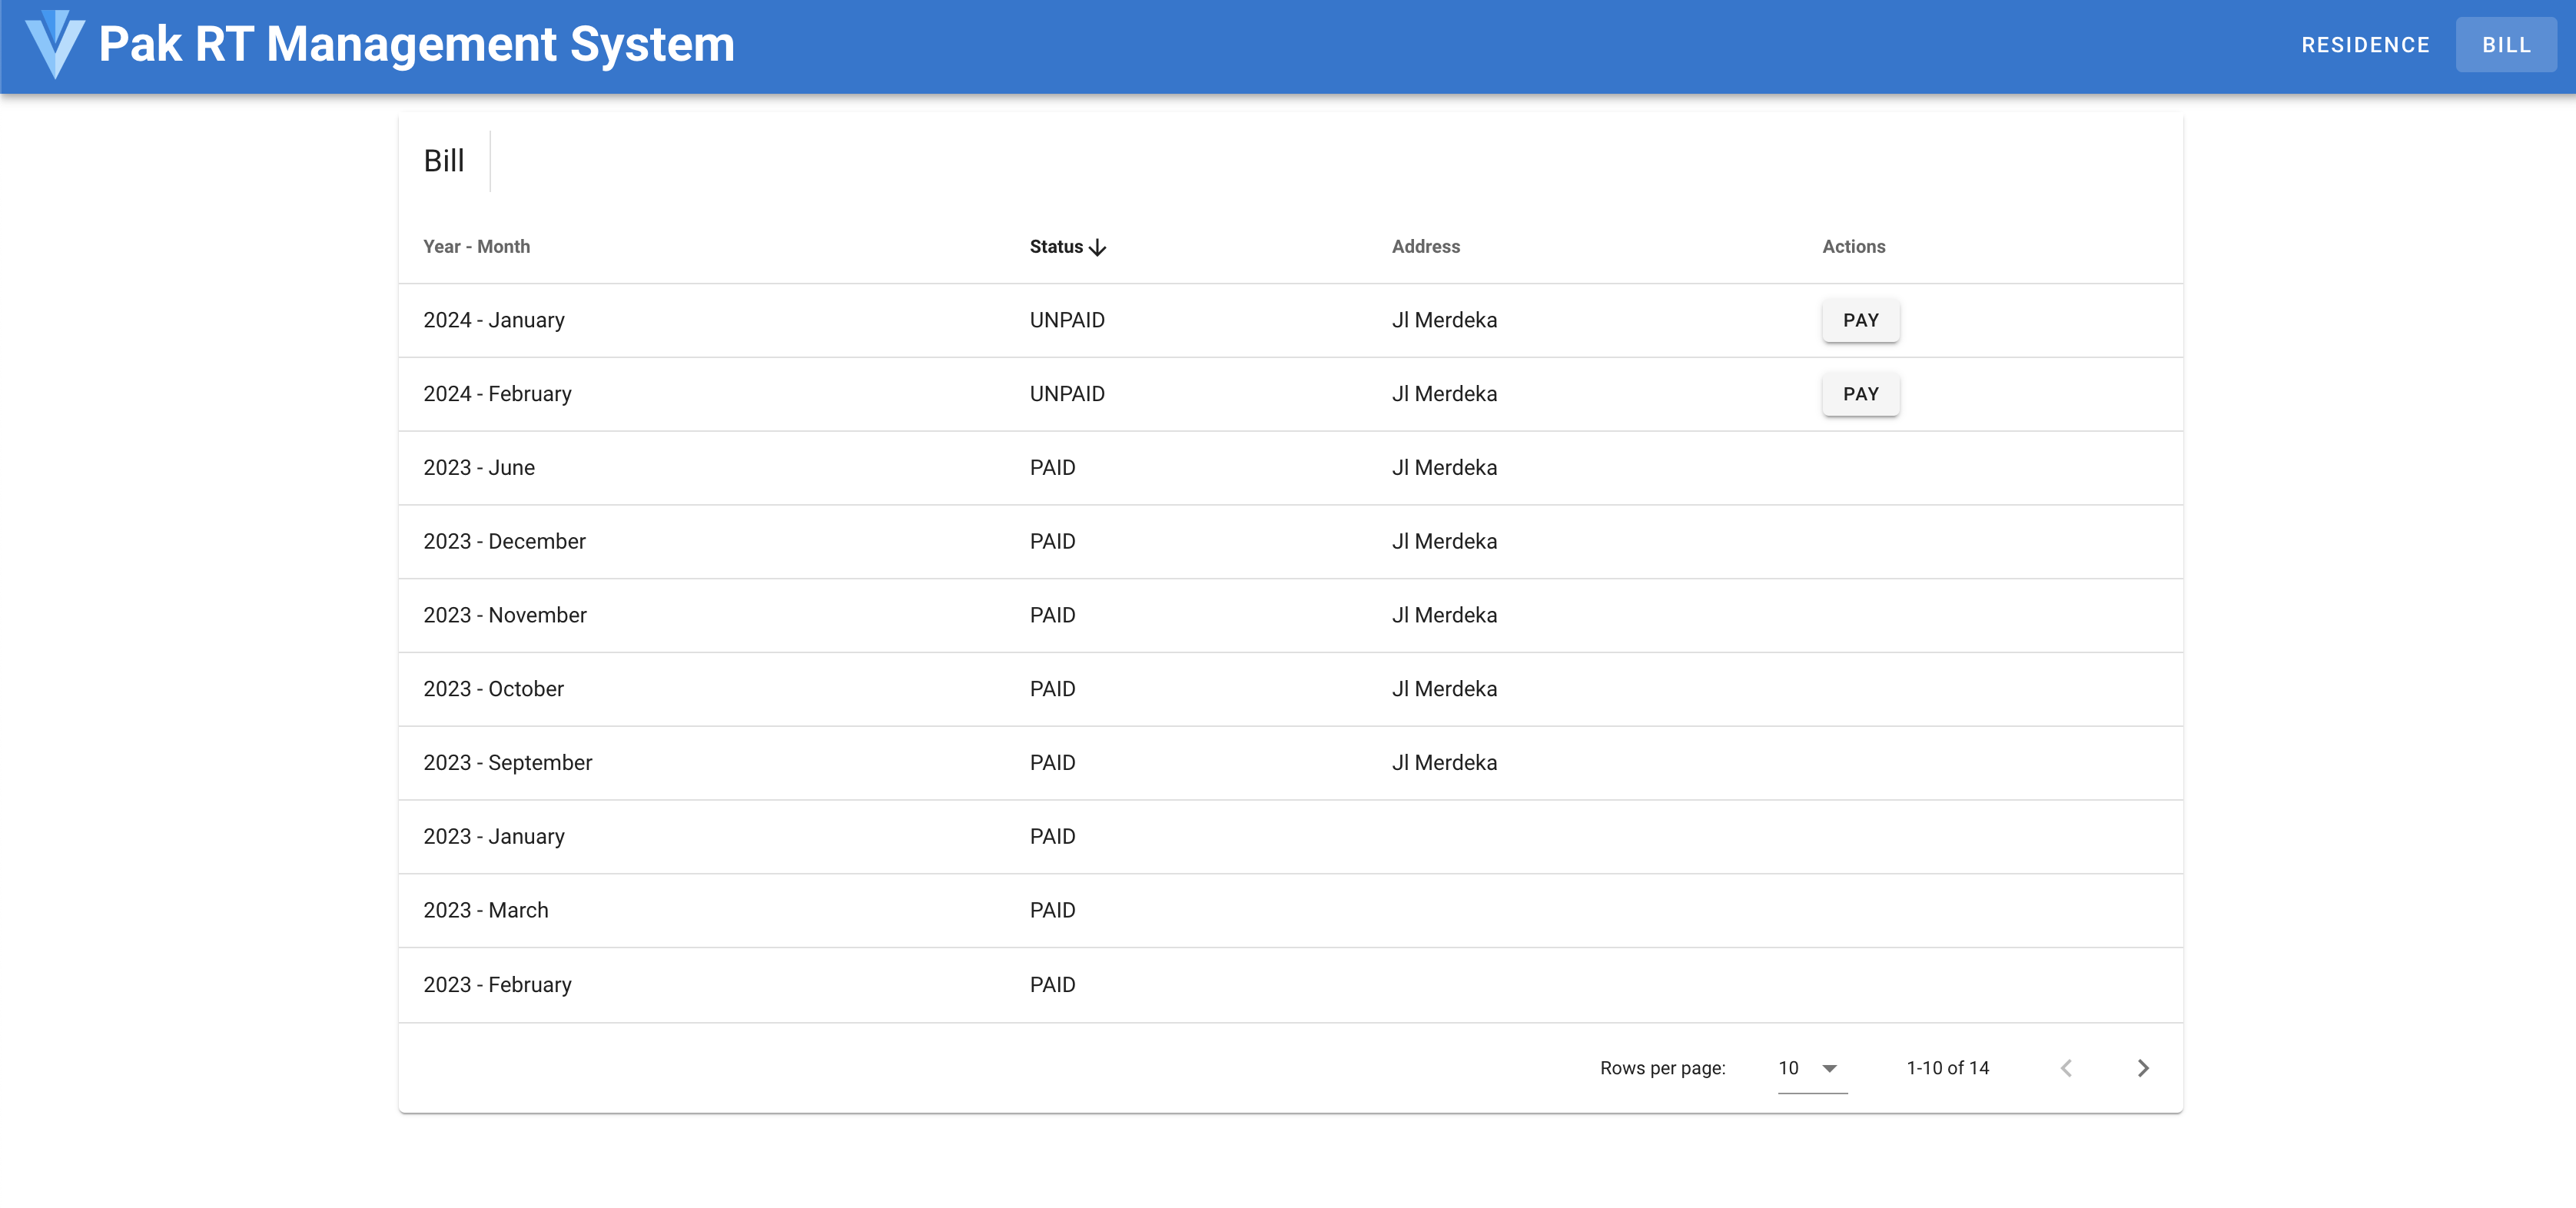 Pak RT Management System RESIDENCE BILL
Bill
Year - Month Status Address Actions
2024 - January UNPAID Jl Merdeka PAY
2024 - February UNPAID Jl Merdeka PAY
2023 - June PAID Jl Merdeka
2023 - December PAID Jl Merdeka
2023 - November PAID Jl Merdeka
2023 - October PAID Jl Merdeka
2023 - September PAID Jl Merdeka
2023 - January PAID
2023 - March PAID
2023 - February PAID
Rows per page: 10 1-10 of 14